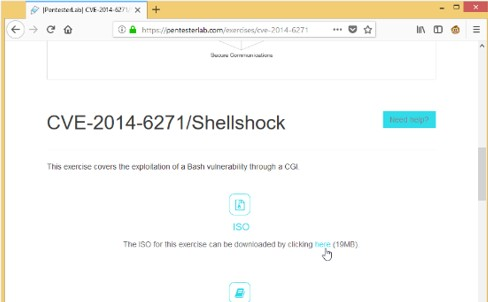 [PentesterLab] CVE-2014-6271
https://pentesterlab.com/exercises/cve-2014-6271
Secure Communications
CVE-2014-6271/Shellshock
Need help?
This exercise covers the exploitation of a Bash vulnerability through a CGI.
ISO
The ISO for this exercise can be downloaded by clicking here (19MB)